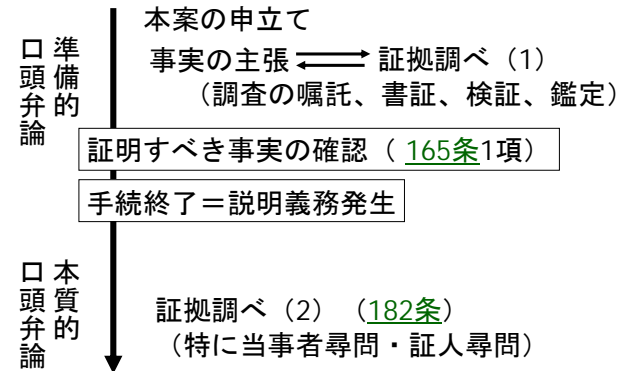 準備的
口頭弁論
本案の申立て
事実の主張 証拠調べ（1）
（調査の嘱託、書証、検証、鑑定）
証明すべき事実の確認（ 165条1項）
手続終了＝説明義務発生
本質的
口頭弁論
証拠調べ（2）（182条）
（特に当事者尋問・証人尋問）